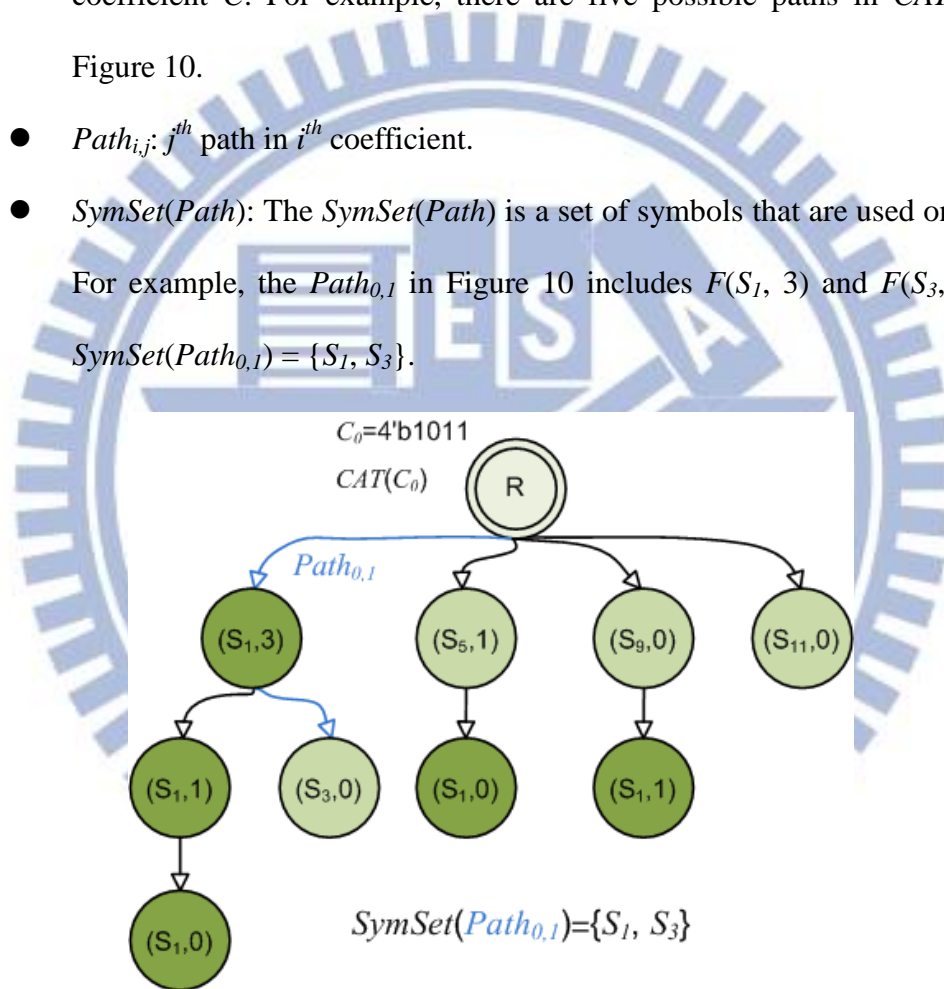 coefficient C. For example, there are five possible paths in CAT
Figure 10.
● Path_{i,j}: j^{th} path in i^{th} coefficient.
● SymSet(Path): The SymSet(Path) is a set of symbols that are used on
For example, the Path_{0,1} in Figure 10 includes F(S_1, 3) and F(S_3,
SymSet(Path_{0,1}) = {S_1, S_3}.
E S A
C_0=4'b1011
CAT(C_0)
R
Path_{0,1}
(S_1,3) (S_5,1) (S_9,0) (S_{11},0)
(S_1,1) (S_3,0) (S_1,0) (S_1,1)
(S_1,0)
SymSet(Path_{0,1})={S_1, S_3}